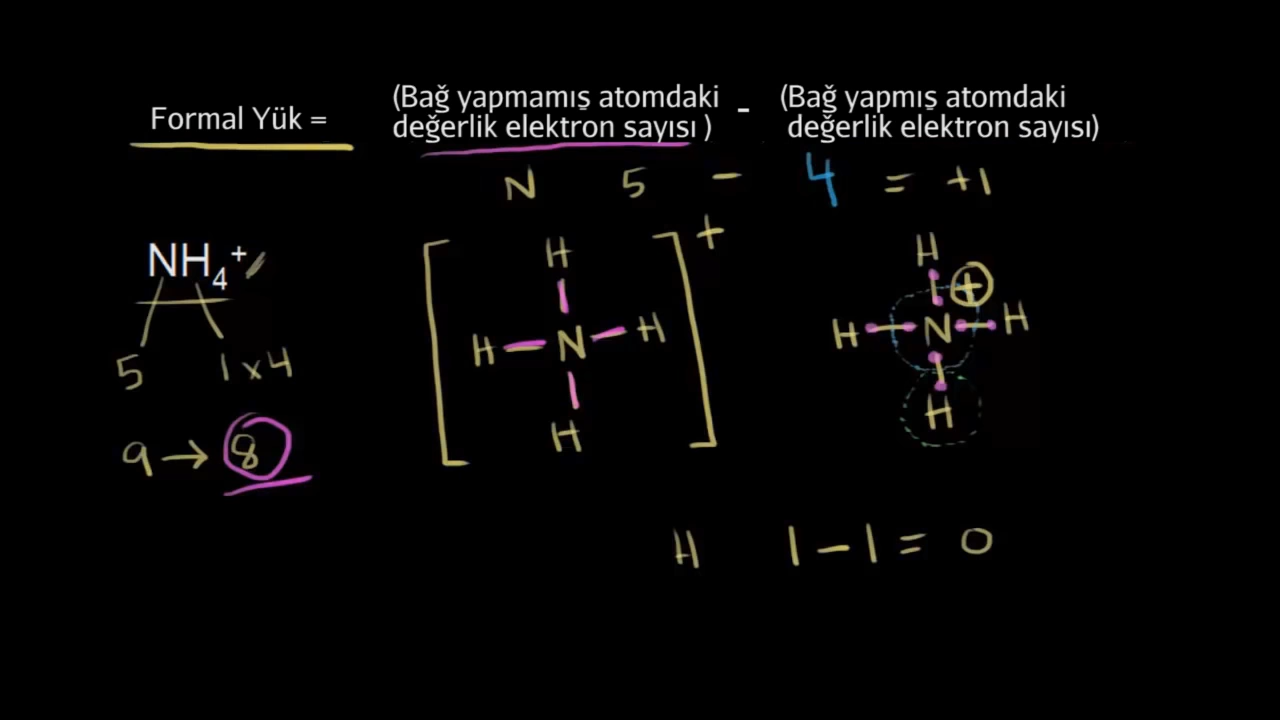 Formal Yük = (Bağ yapmamış atomdaki değerlik elektron sayısı ) - (Bağ yapmış atomdaki değerlik elektron sayısı)
N 5 - 4 = +1
NH₄⁺
5 1x4
9 → 8
[ H
H - N - H
H ]+
H +
H - N - H
H
H 1 - 1 = 0